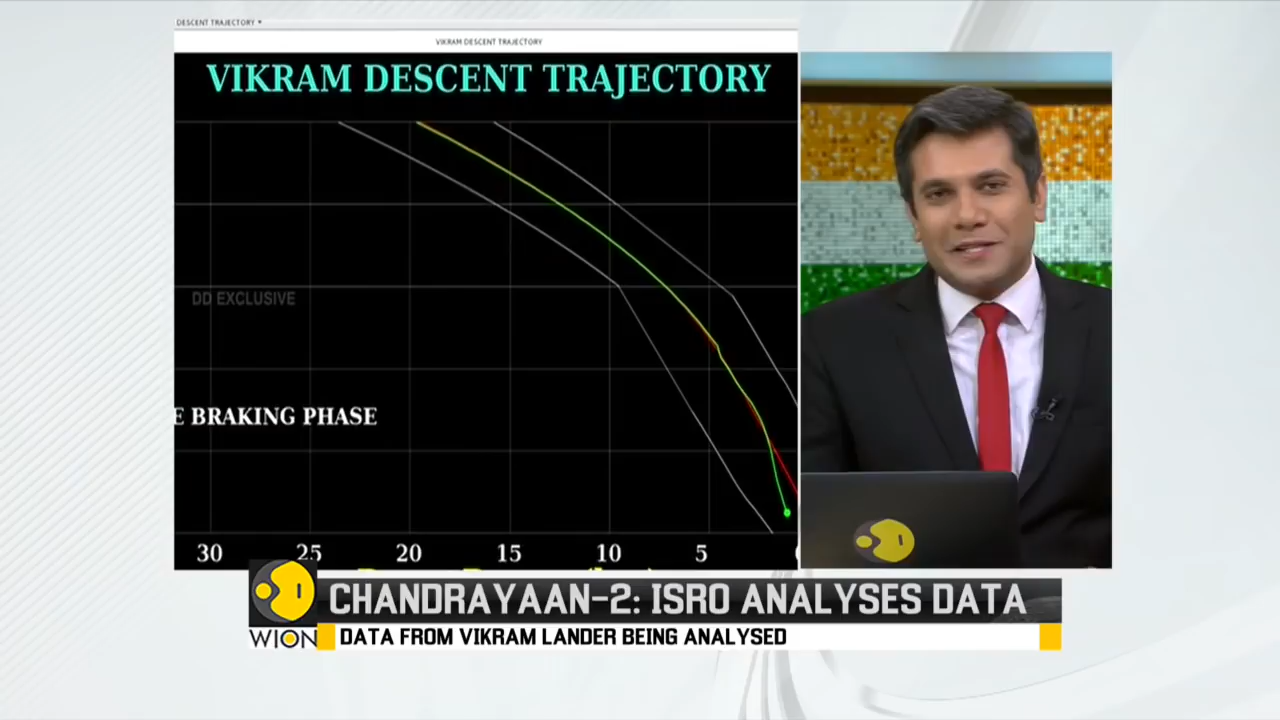 DESCENT TRAJECTORY
VIKRAM DESCENT TRAJECTORY
VIKRAM DESCENT TRAJECTORY
DD EXCLUSIVE
E BRAKING PHASE
30 25 20 15 10 5
CHANDRAYAAN-2: ISRO ANALYSES DATA
WION
DATA FROM VIKRAM LANDER BEING ANALYSED